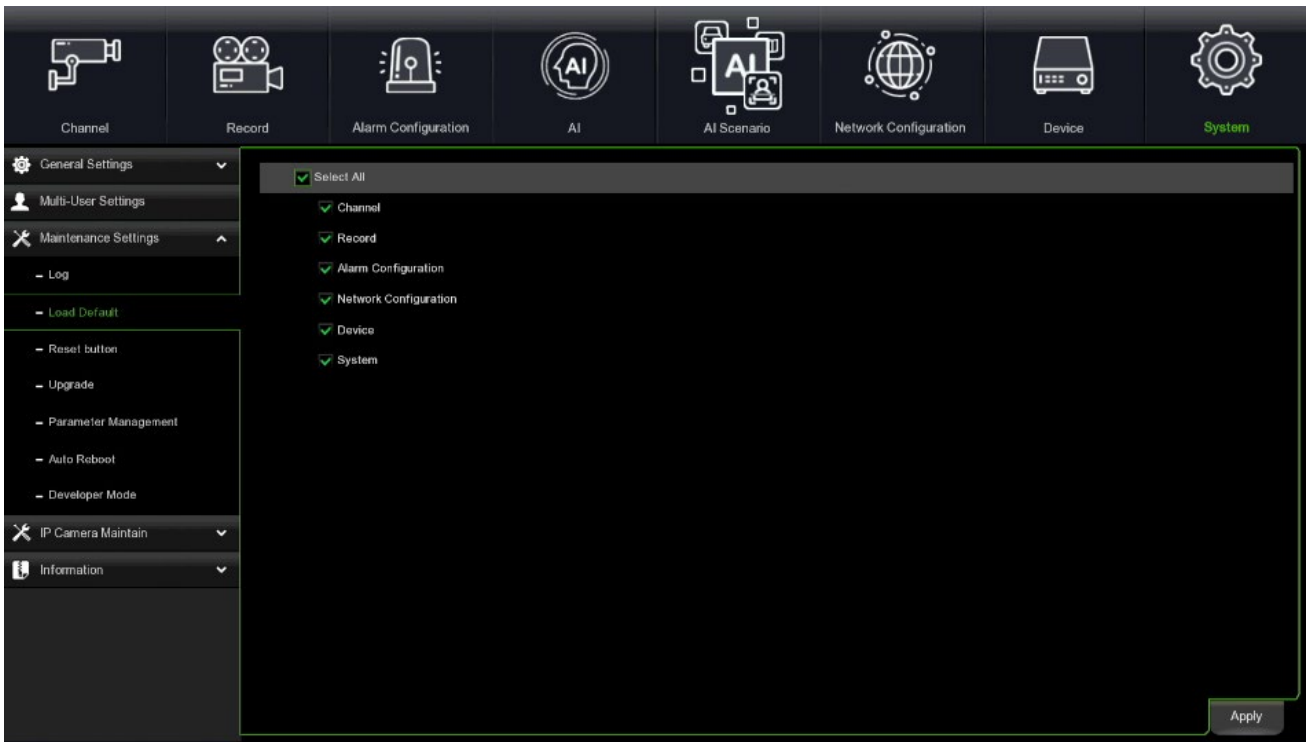 AI
AI
Channel
Record
Alarm Configuration
AI
AI Scenario
Network Configuration
Device
System
General Settings
Multi-User Settings
Maintenance Settings
– Log
– Load Default
– Reset button
– Upgrade
– Parameter Management
– Auto Reboot
– Developer Mode
IP Camera Maintain
Information
Select All
Channel
Record
Alarm Configuration
Network Configuration
Device
System
Apply